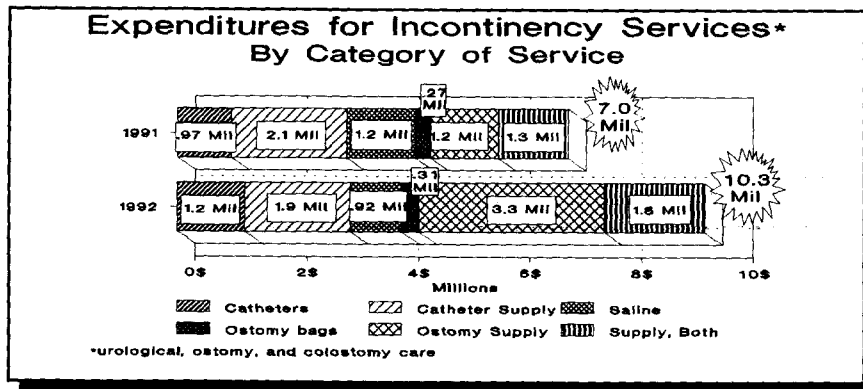 Expenditures for Incontinency Services*
By Category of Service
.27 Mil
7.0 Mil
1991 .97 Mil 2.1 Mil 1.2 Mil 1.2 Mil 1.3 Mil
.31 Mil
10.3 Mil
1992 1.2 Mil 1.9 Mil .92 Mil 3.3 Mil 1.8 Mil
0$ 2$ 4$ 6$ 8$ 10$
Millions
Catheters Catheter Supply Saline
Ostomy bags Ostomy Supply Supply, Both
*urological, ostomy, and colostomy care